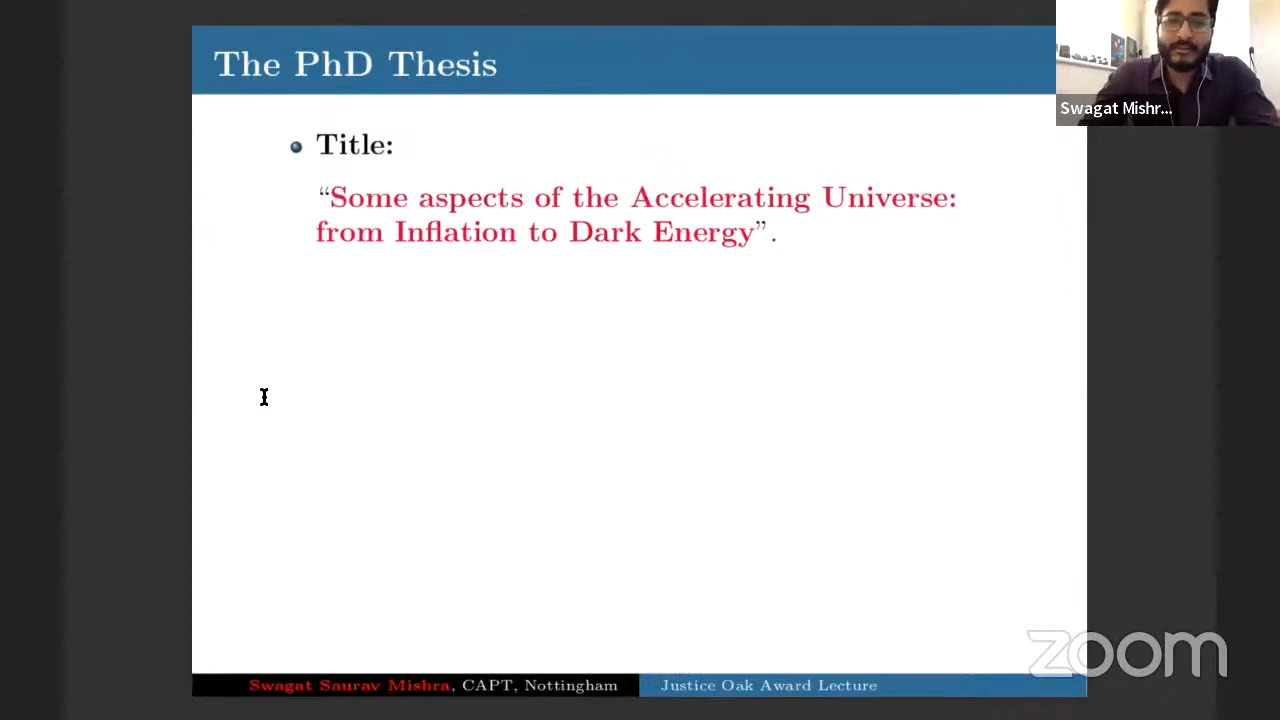 The PhD Thesis
Swagat Mishr...
Title:
“Some aspects of the Accelerating Universe:
from Inflation to Dark Energy”.
zoom
Swagat Saurav Mishra, CAPT, Nottingham
Justice Oak Award Lecture